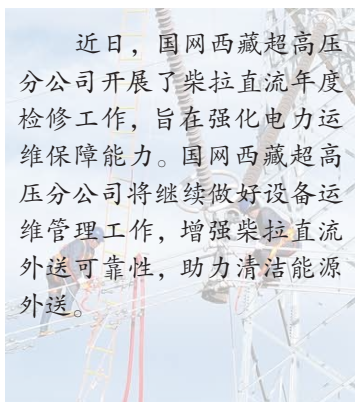 近日，国网西藏超高压
分公司开展了柴拉直流年度
检修工作，旨在强化电力运
维保障能力。国网西藏超高
压分公司将继续做好设备运
维管理工作，增强柴拉直流
外送可靠性，助力清洁能源
外送。